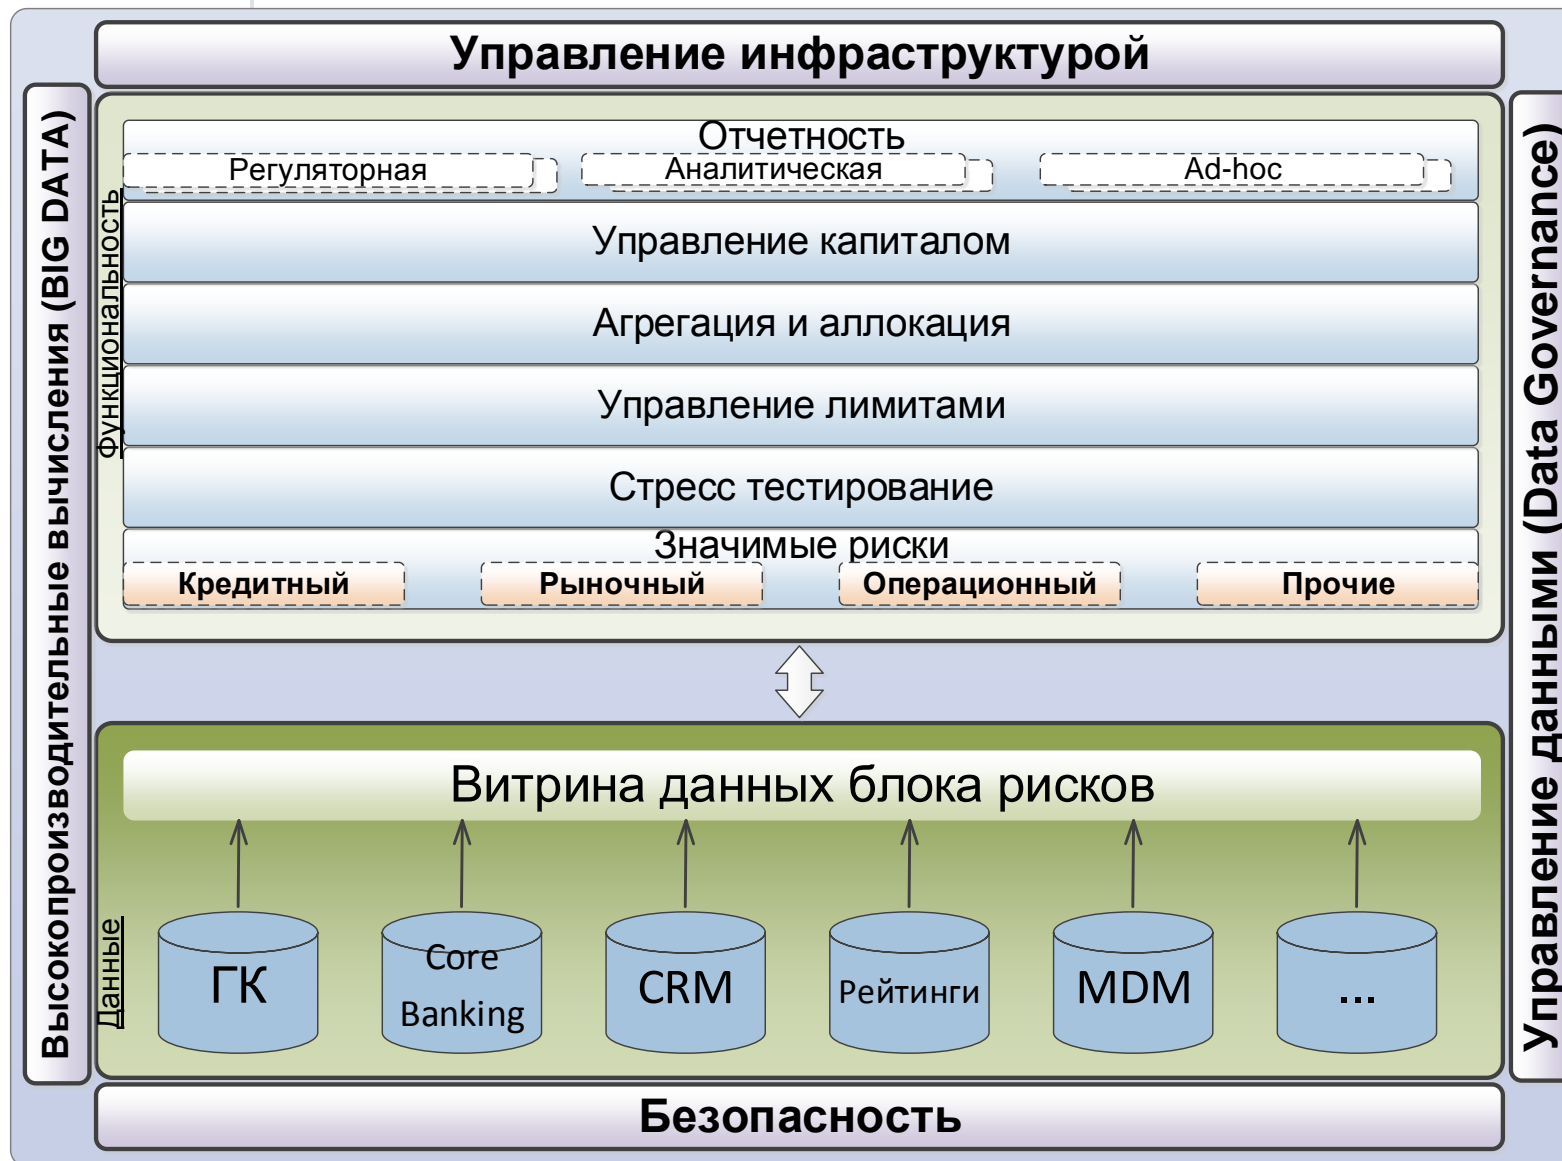 Управление инфраструктурой
Высокопроизводительные вычисления (BIG DATA)
Функциональность
Отчетность
Регуляторная
Аналитическая
Ad-hoc
Управление капиталом
Агрегация и аллокация
Управление лимитами
Стресс тестирование
Значимые риски
Кредитный
Рыночный
Операционный
Прочие
Управление данными (Data Governance)
Данные
Витрина данных блока рисков
ГК
Core
Banking
CRM
Рейтинги
MDM
...
Безопасность